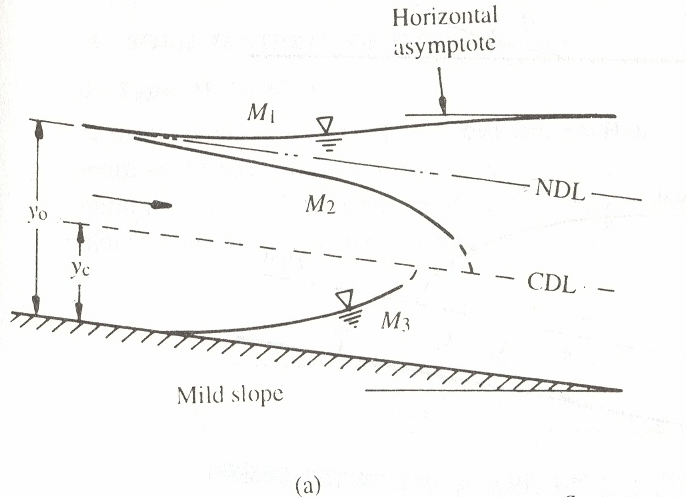 Horizontal
asymptote
M1
NDL
M2
yo
yc
CDL
M3
Mild slope
(a)